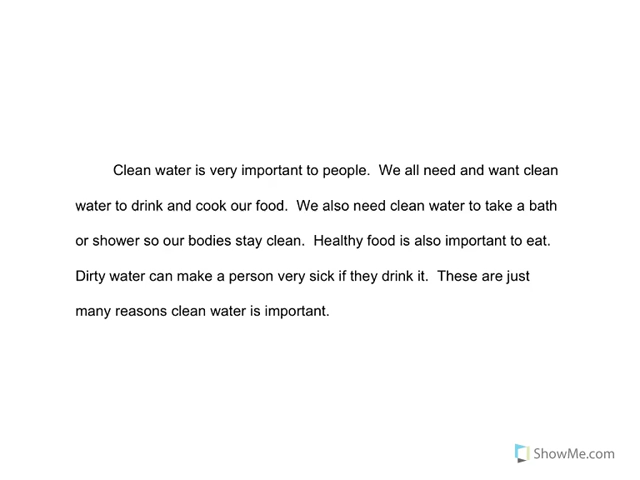 Clean water is very important to people.  We all need and want clean
water to drink and cook our food.  We also need clean water to take a bath
or shower so our bodies stay clean.  Healthy food is also important to eat.
Dirty water can make a person very sick if they drink it.  These are just
many reasons clean water is important.
ShowMe.com